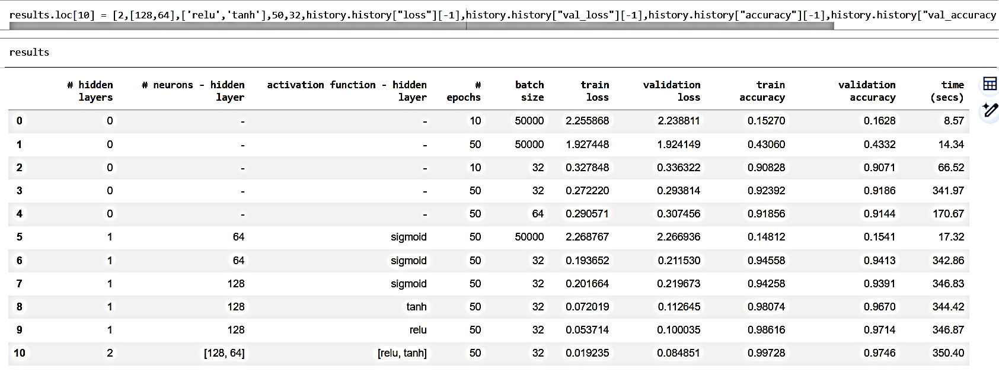 results.loc[10] = [2,[128,64],['relu','tanh'],50,32,history.history["loss"][-1],history.history["val_loss"][-1],history.history["accuracy"][-1],history.history["val_accuracy
results
# hidden layers # neurons - hidden layer activation function - hidden layer # epochs batch size train loss validation loss train accuracy validation accuracy time (secs)
0 0 - - 10 50000 2.255868 2.238811 0.15270 0.1628 8.57
1 0 - - 50 50000 1.927448 1.924149 0.43060 0.4332 14.34
2 0 - - 10 32 0.327848 0.336322 0.90828 0.9071 66.52
3 0 - - 50 32 0.272220 0.293814 0.92392 0.9186 341.97
4 0 - - 50 64 0.290571 0.307456 0.91856 0.9144 170.67
5 1 64 sigmoid 50 50000 2.268767 2.266936 0.14812 0.1541 17.32
6 1 64 sigmoid 50 32 0.193652 0.211530 0.94558 0.9413 342.86
7 1 128 sigmoid 50 32 0.201664 0.219673 0.94258 0.9391 346.83
8 1 128 tanh 50 32 0.072019 0.112645 0.98074 0.9670 344.42
9 1 128 relu 50 32 0.053714 0.100035 0.98616 0.9714 346.87
10 2 [128, 64] [relu, tanh] 50 32 0.019235 0.084851 0.99728 0.9746 350.40